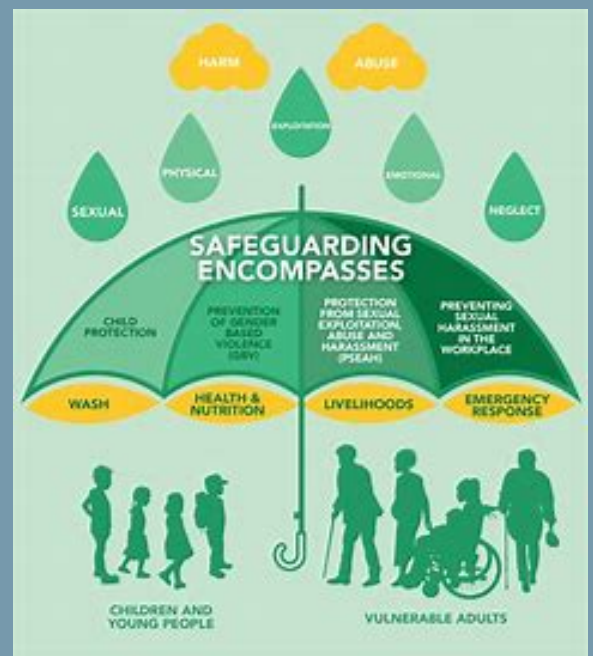 HARM
ABUSE
EXPLOITATION
PHYSICAL
EMOTIONAL
SEXUAL
NEGLECT
SAFEGUARDING
ENCOMPASSES
CHILD
PROTECTION
PREVENTION
OF GENDER
BASED
VIOLENCE
(GBV)
PROTECTION
FROM SEXUAL
EXPLOITATION,
ABUSE AND
HARASSMENT
(PSEAH)
PREVENTING
SEXUAL
HARASSMENT
IN THE
WORKPLACE
WASH
HEALTH &
NUTRITION
LIVELIHOODS
EMERGENCY
RESPONSE
CHILDREN AND
YOUNG PEOPLE
VULNERABLE ADULTS